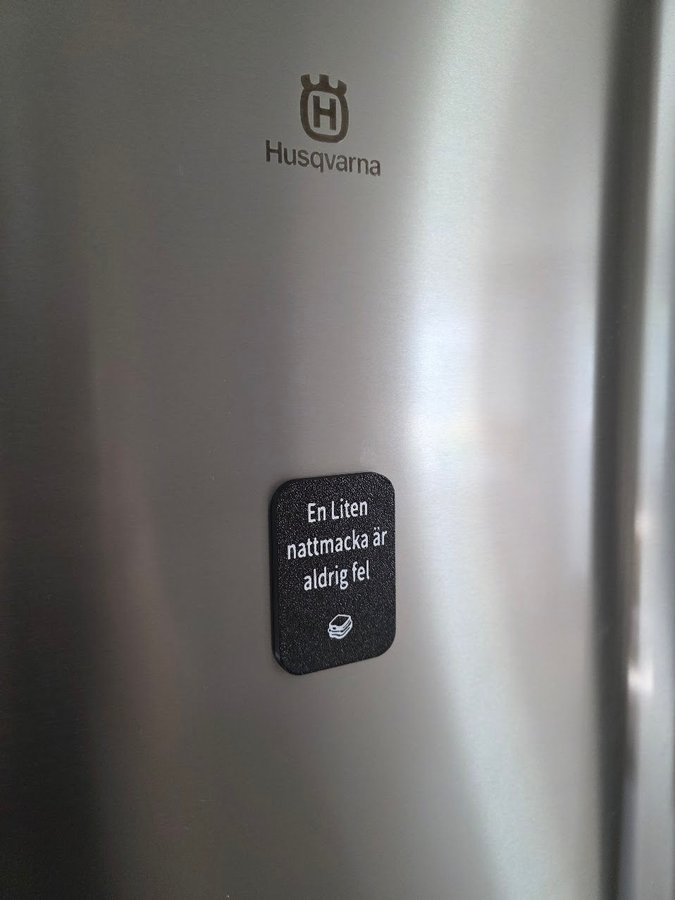 H
Husqvarna
En Liten
nattmacka är
aldrig fel